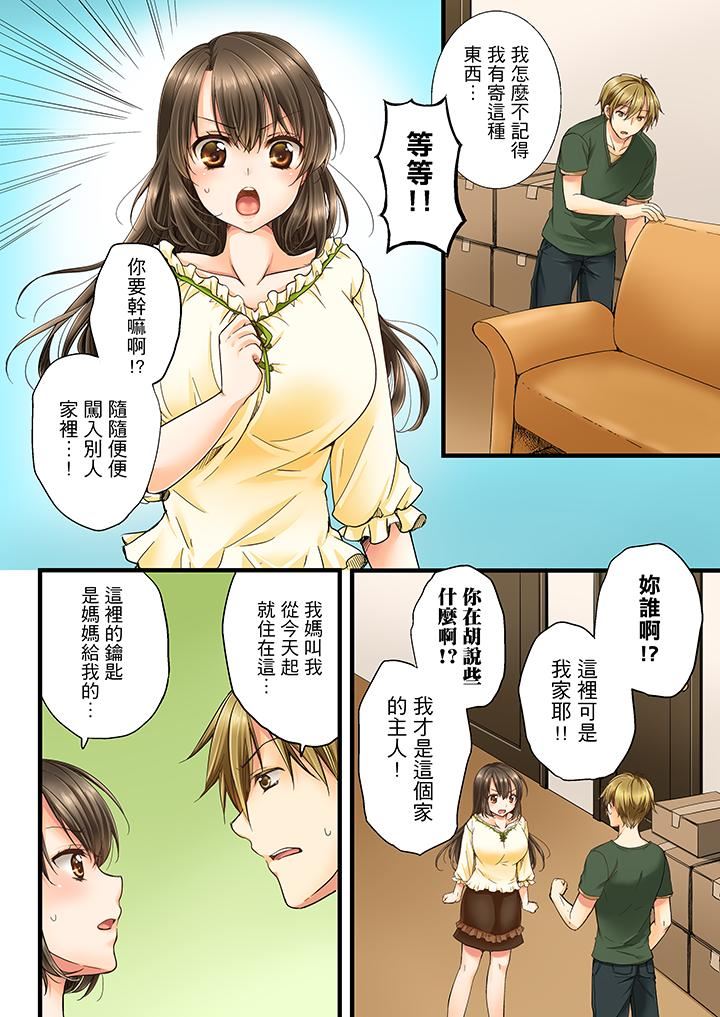 我怎麼不記得
我有寄這種
東西…
等等!!
你要幹嘛啊!?
隨隨便便
闖入別人
家裡…!
妳誰啊!?
這裡可是
我家耶!!
你在胡說些
什麼啊!?
我才是這個家
的主人!
我媽叫我
從今天起
就住在這…
這裡的鑰匙
是媽媽給我的…